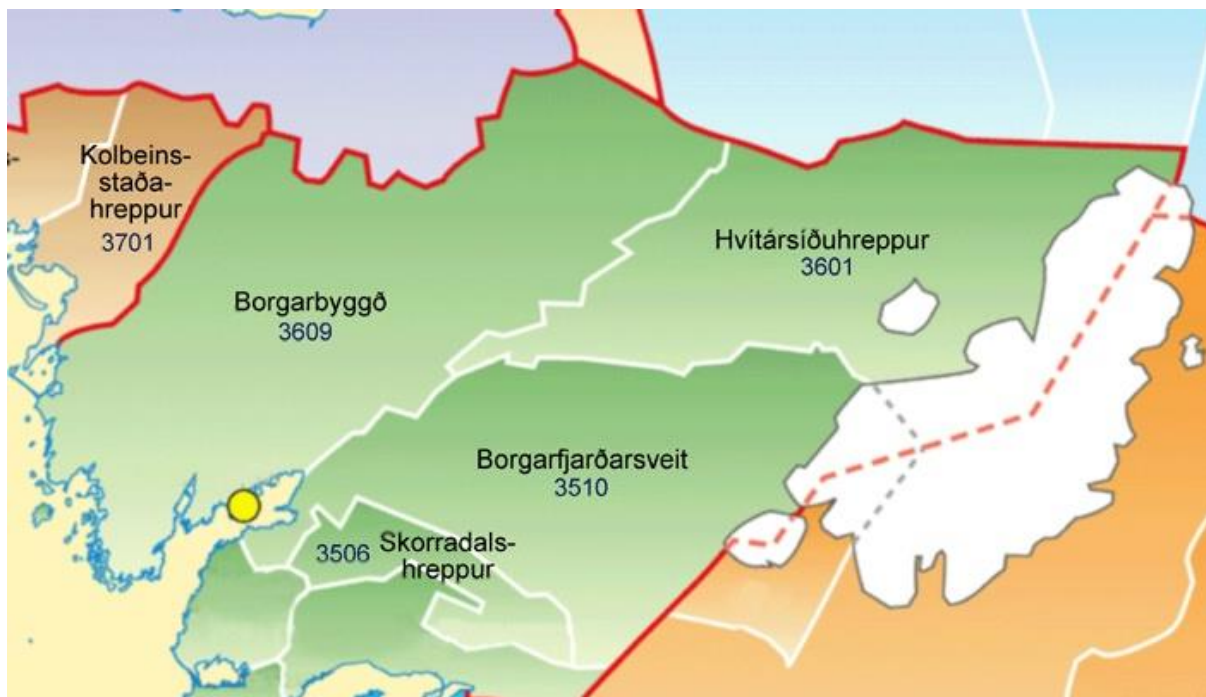 Kolbeins-
staða-
hreppur
3701
Hvítársíðuhreppur
3601
Borgarbyggð
3609
Borgarfjarðarsveit
3510
3506 Skorradals-
hreppur